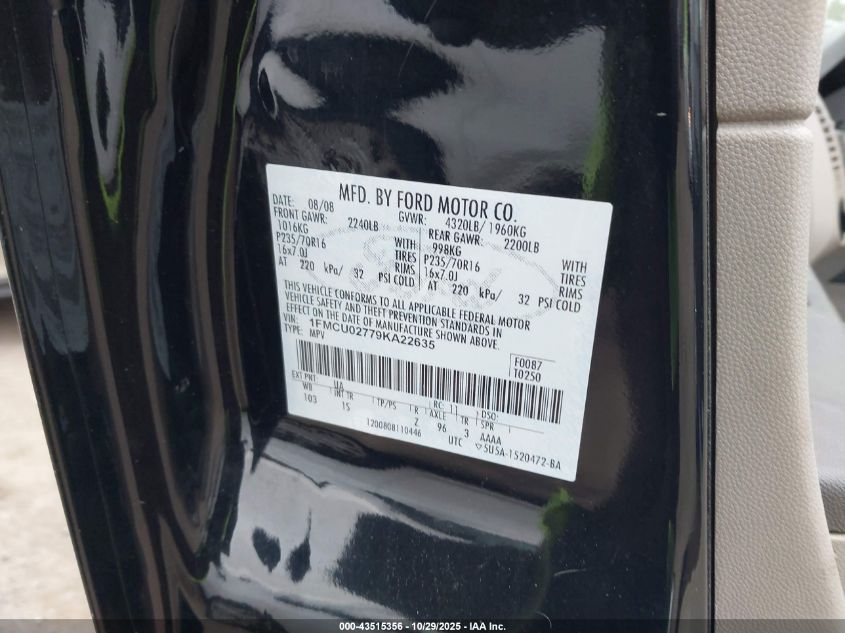 MFD. BY FORD MOTOR CO.
DATE: 08/08 GVWR: 4320LB/ 1960KG
FRONT GAWR: 2240LB REAR GAWR: 2200LB
1016KG WITH 998KG WITH
P235/70R16 TIRES P235/70R16 TIRES
16x7.0J RIMS 16x7.0J RIMS
AT 220 kPa/ 32 PSI COLD AT 220 kPa/ 32 PSI COLD
THIS VEHICLE CONFORMS TO ALL APPLICABLE FEDERAL MOTOR
VEHICLE SAFETY AND THEFT PREVENTION STANDARDS IN
EFFECT ON THE DATE OF MANUFACTURE SHOWN ABOVE.
VIN: 1FMCU02779KA22635
TYPE: MPV
F0087
T0250
EXT PNT: UA RC: DSO:
WB INT TR TP/PS R AXLE TR SPR
103 1S Z 96 3 AAAA
1200808110446 UTC ▽5U5A-1520472-BA
000-43515356 - 10/29/2025 - IAA Inc.